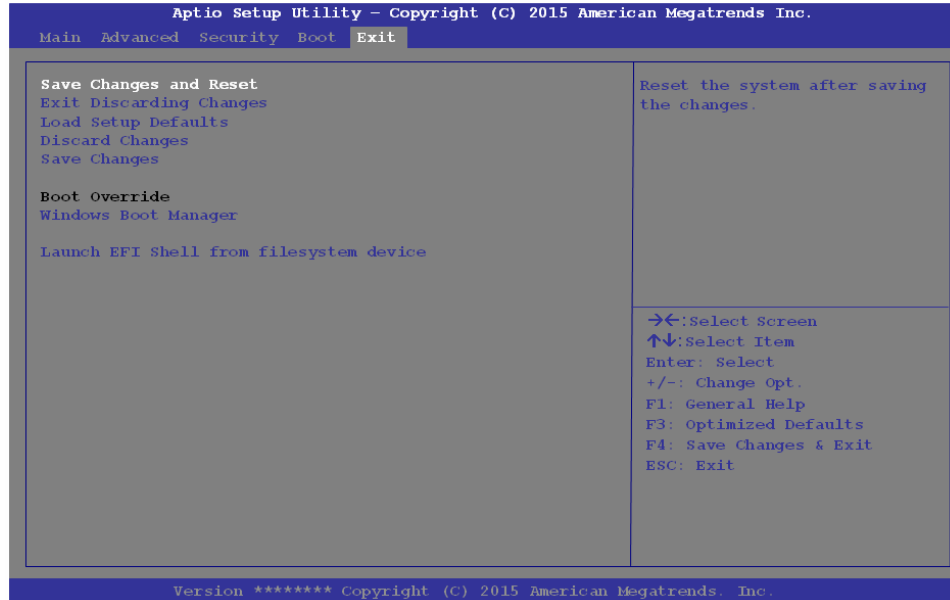 Aptio Setup Utility – Copyright (C) 2015 American Megatrends Inc.
Main Advanced Security Boot Exit
Save Changes and Reset
Exit Discarding Changes
Load Setup Defaults
Discard Changes
Save Changes
Boot Override
Windows Boot Manager
Launch EFI Shell from filesystem device
Reset the system after saving
the changes.
→←:Select Screen
↑↓:Select Item
Enter: Select
+/-: Change Opt.
F1: General Help
F3: Optimized Defaults
F4: Save Changes & Exit
ESC: Exit
Version ******** Copyright (C) 2015 American Megatrends. Inc.